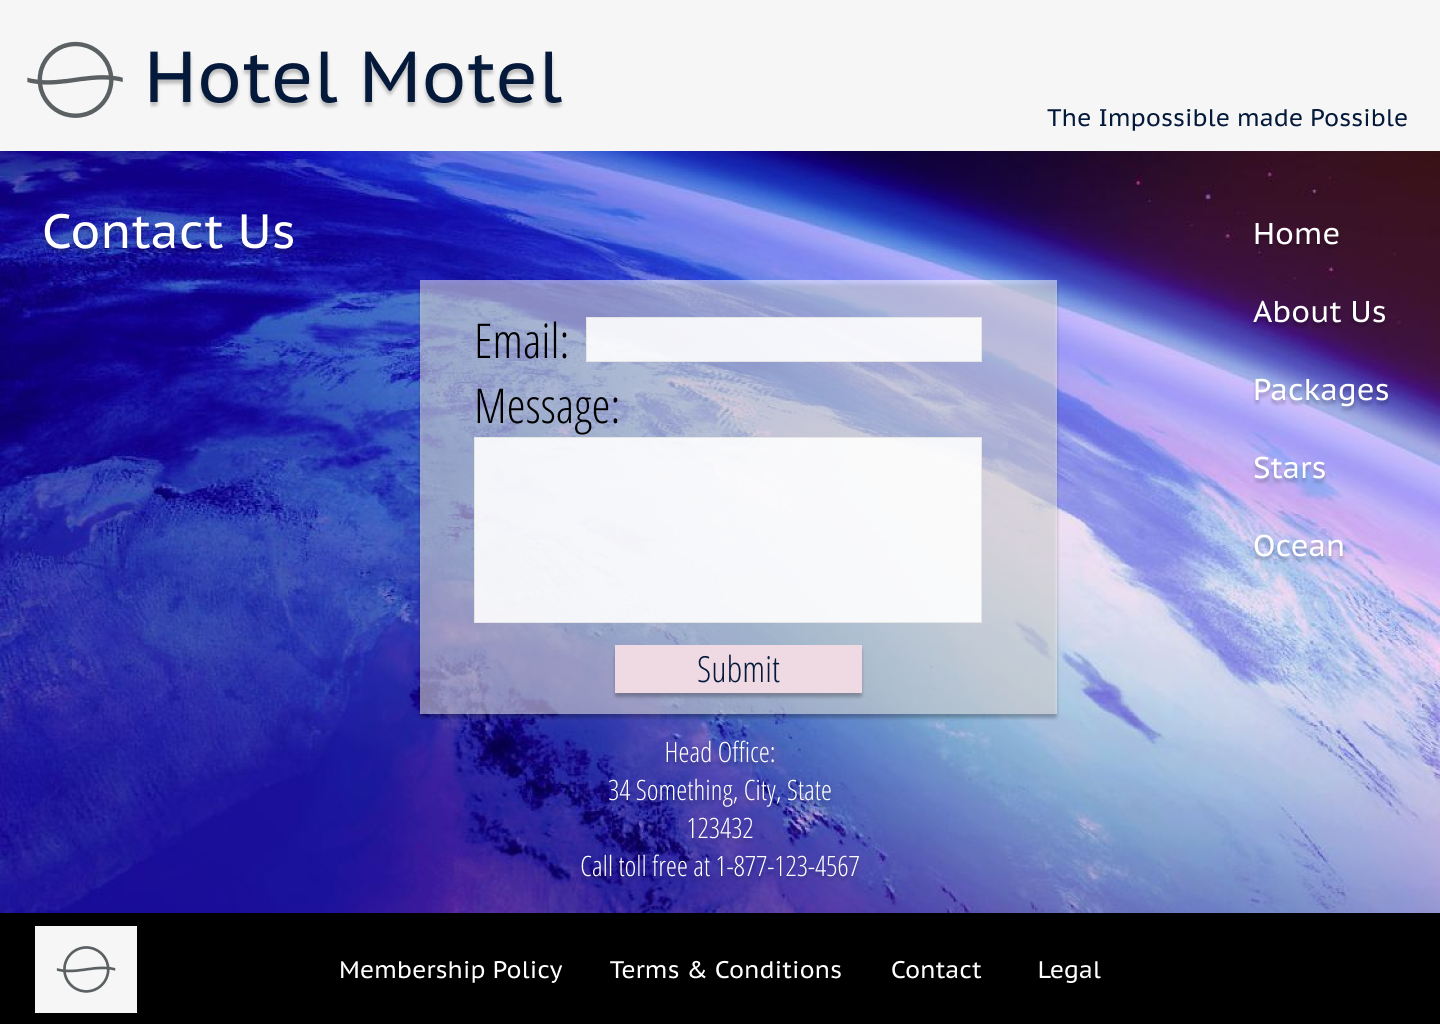 Hotel Motel
The Impossible made Possible
Contact Us
Home
About Us
Packages
Stars
Ocean
Email:
Message:
Submit
Head Office:
34 Something, City, State
123432
Call toll free at 1-877-123-4567
Membership Policy
Terms & Conditions
Contact
Legal